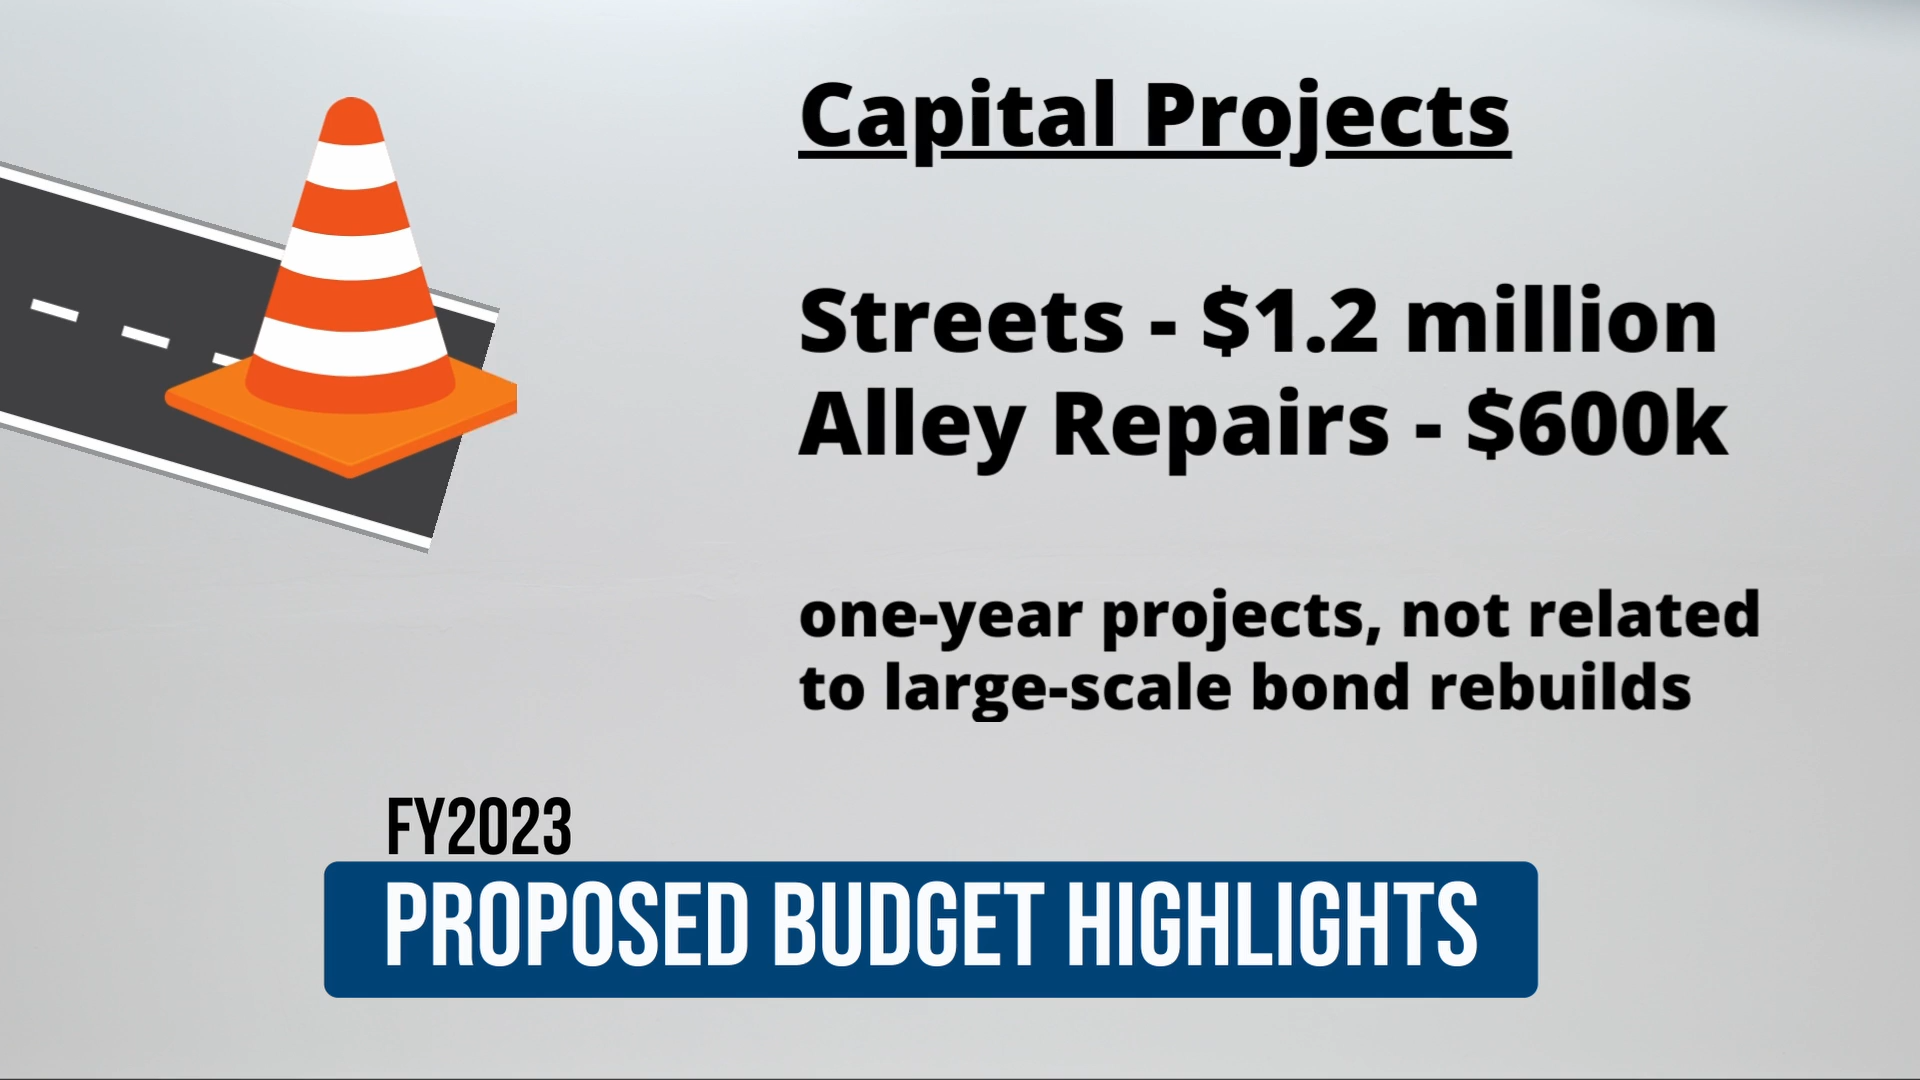 Capital Projects
Streets - $1.2 million
Alley Repairs - $600k
one-year projects, not related
to large-scale bond rebuilds
FY2023
PROPOSED BUDGET HIGHLIGHTS